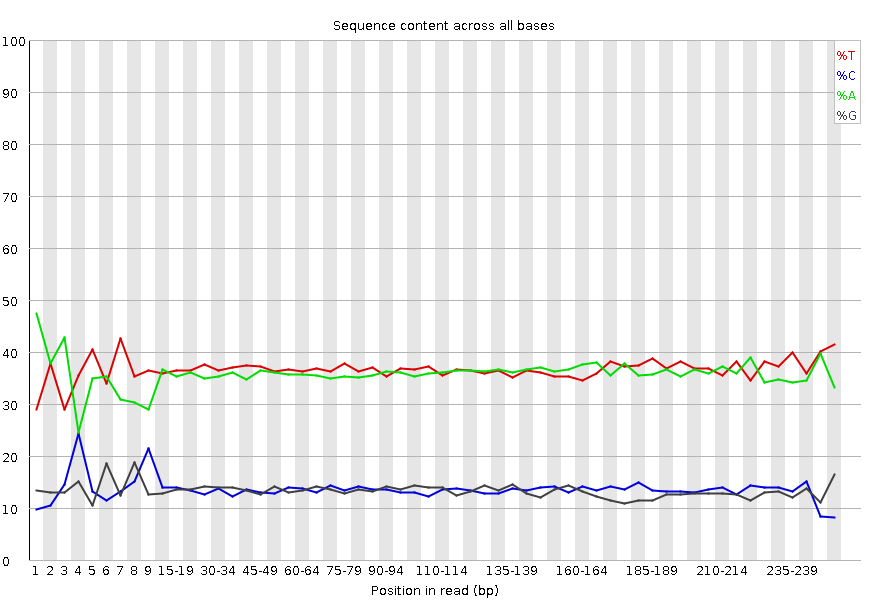 Sequence content across all bases
100
90
80
70
60
50
40
30
20
10
0
%T
%C
%A
%G
1 2 3 4 5 6 7 8 9 15-19 30-34 45-49 60-64 75-79 90-94 110-114 135-139 160-164 185-189 210-214 235-239
Position in read (bp)